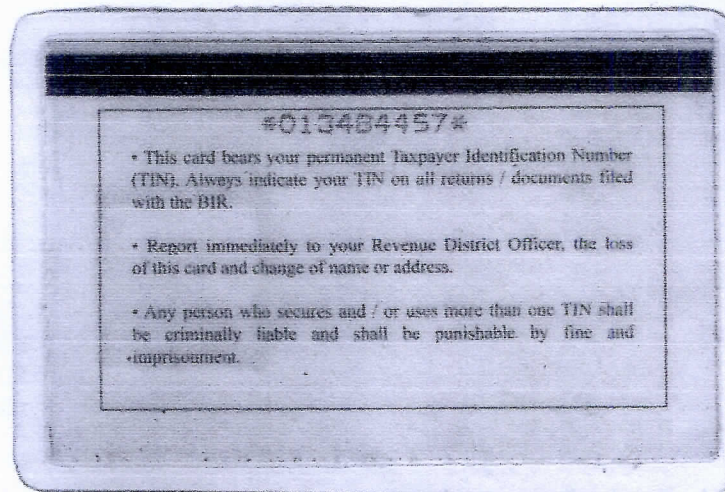 *013484457*
• This card bears your permanent Taxpayer Identification Number
(TIN). Always indicate your TIN on all returns / documents filed
with the BIR.
• Report immediately to your Revenue District Officer, the loss
of this card and change of name or address.
• Any person who secures and / or uses more than one TIN shall
be criminally liable and shall be punishable by fine and
imprisonment.